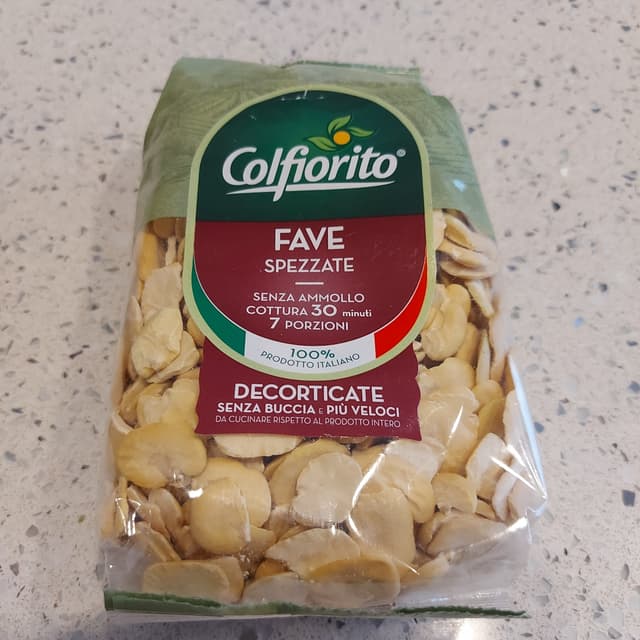 Colfiorito®
FAVE
SPEZZATE
SENZA AMMOLLO
COTTURA 30 minuti
7 PORZIONI
100%
PRODOTTO ITALIANO
DECORTICATE
SENZA BUCCIA E PIÙ VELOCI
DA CUCINARE RISPETTO AL PRODOTTO INTERO